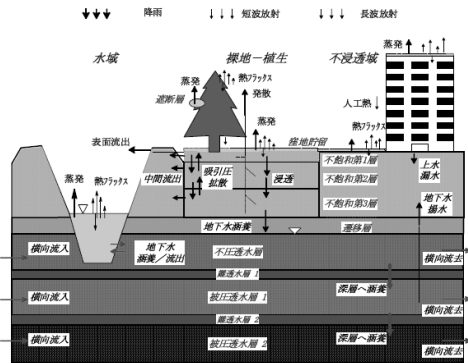 降雨 短波放射 長波放射
水域 裸地－植生 不浸透域
蒸発
熱フラックス
蒸発
遮断層
発散
人工熱
蒸発
熱フラックス
表面流出
窪地貯留
不飽和第1層
上水
漏水
中間流出
吸引圧
拡散
浸透
不飽和第2層
蒸発
熱フラックス
不飽和第3層
地下水
揚水
地下水涵養
遷移層
横向流入
地下水
涵養／流出
不圧透水層
横向流去
難透水層 1
深層へ涵養
横向流入
被圧透水層 1
横向流去
難透水層 2
深層へ涵養
横向流入
被圧透水層 2
横向流去